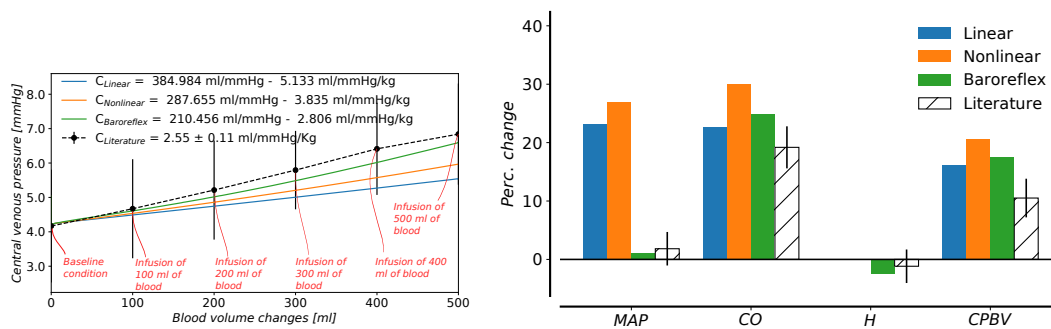 8.0
7.0
6.0
5.0
4.0
3.0
Central venous pressure [mmHg]
C_Linear = 384.984 ml/mmHg - 5.133 mmHg/kg
C_Nonlinear = 287.655 ml/mmHg - 3.835 mmHg/kg
C_Baroreflex = 210.456 ml/mmHg - 2.806 mmHg/kg
C_Literature = 2.55 ± 0.11 ml/mmHg/Kg
Baseline
condition
Infusion of
100 ml of
blood
Infusion of
200 ml of
blood
Infusion of
300 ml of
blood
Infusion of 400
ml of blood
Infusion of
500 ml of
blood
0 100 200 300 400 500
Blood volume changes [ml]
40
30
20
10
0
Perc. change
Linear
Nonlinear
Baroreflex
Literature
MAP CO H CPBV